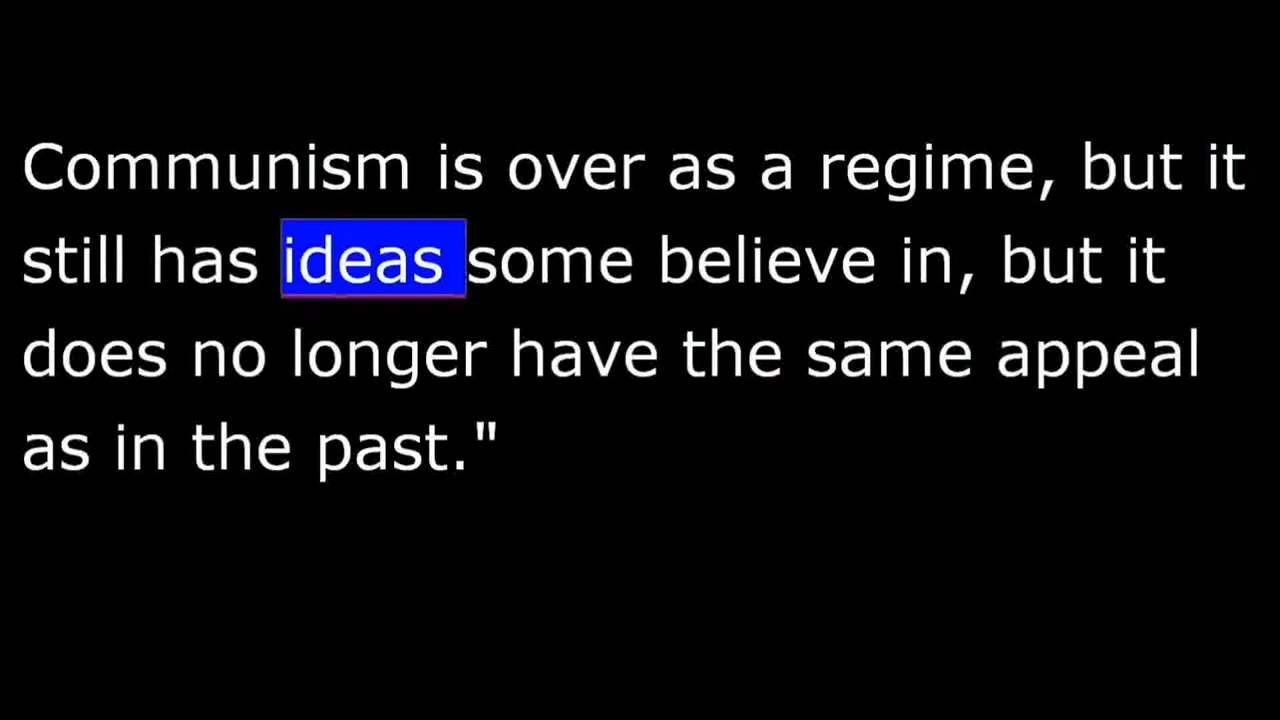 Communism is over as a regime, but it
still has ideas some believe in, but it
does no longer have the same appeal
as in the past."